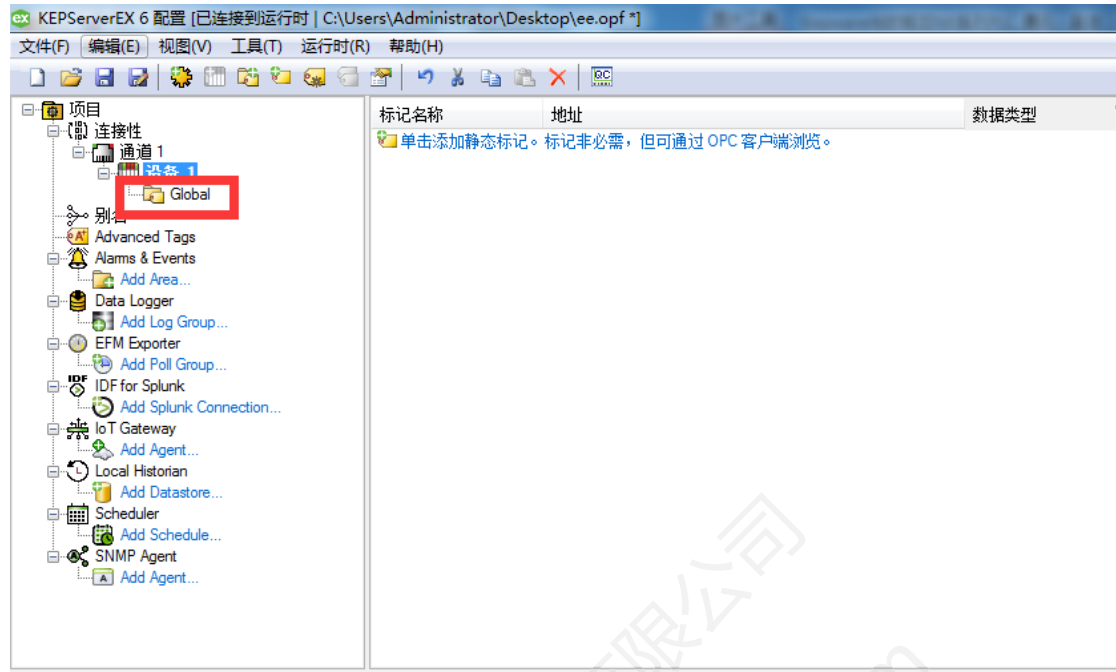 KEPServerEX 6 配置 [已连接到运行时 | C:\Users\Administrator\Desktop\ee.opf *]
文件(F) 编辑(E) 视图(V) 工具(T) 运行时(R) 帮助(H)
项目
连接性
通道 1
设备 1
Global
别名
Advanced Tags
Alarms & Events
Add Area...
Data Logger
Add Log Group...
EFM Exporter
Add Poll Group...
IDF for Splunk
Add Splunk Connection...
IoT Gateway
Add Agent...
Local Historian
Add Datastore...
Scheduler
Add Schedule...
SNMP Agent
Add Agent...
标记名称 地址 数据类型
单击添加静态标记。标记非必需，但可通过 OPC 客户端浏览。
有限公司